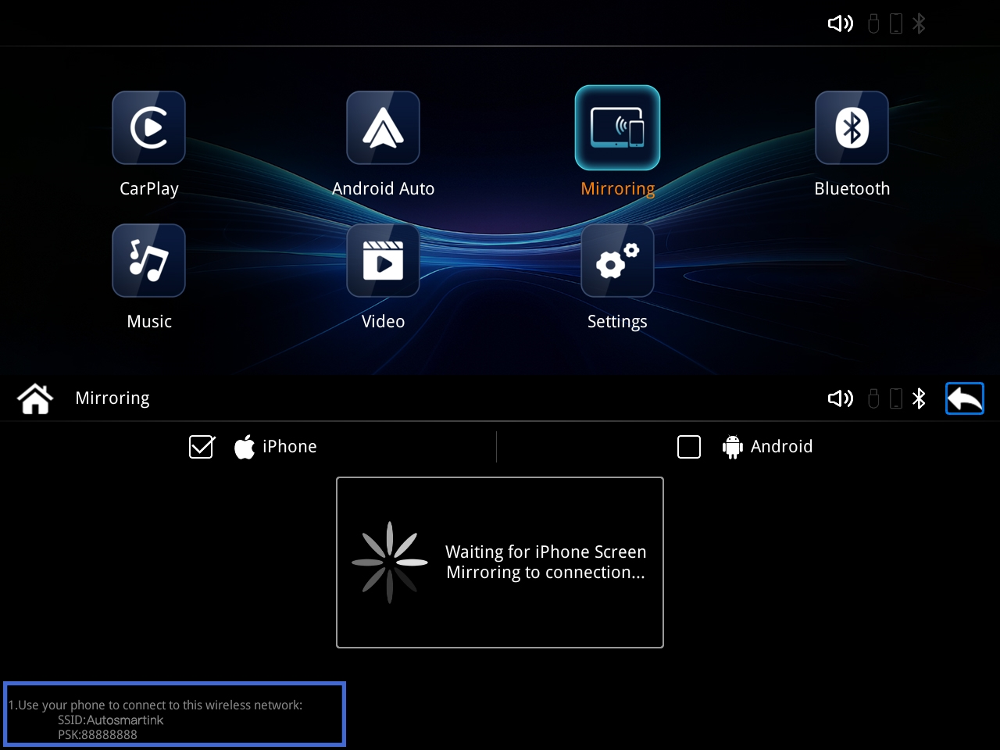 CarPlay
Android Auto
Mirroring
Bluetooth
Music
Video
Settings
Mirroring
iPhone
Android
Waiting for iPhone Screen
Mirroring to connection...
1.Use your phone to connect to this wireless network:
SSID:Autosmartink
PSK:88888888